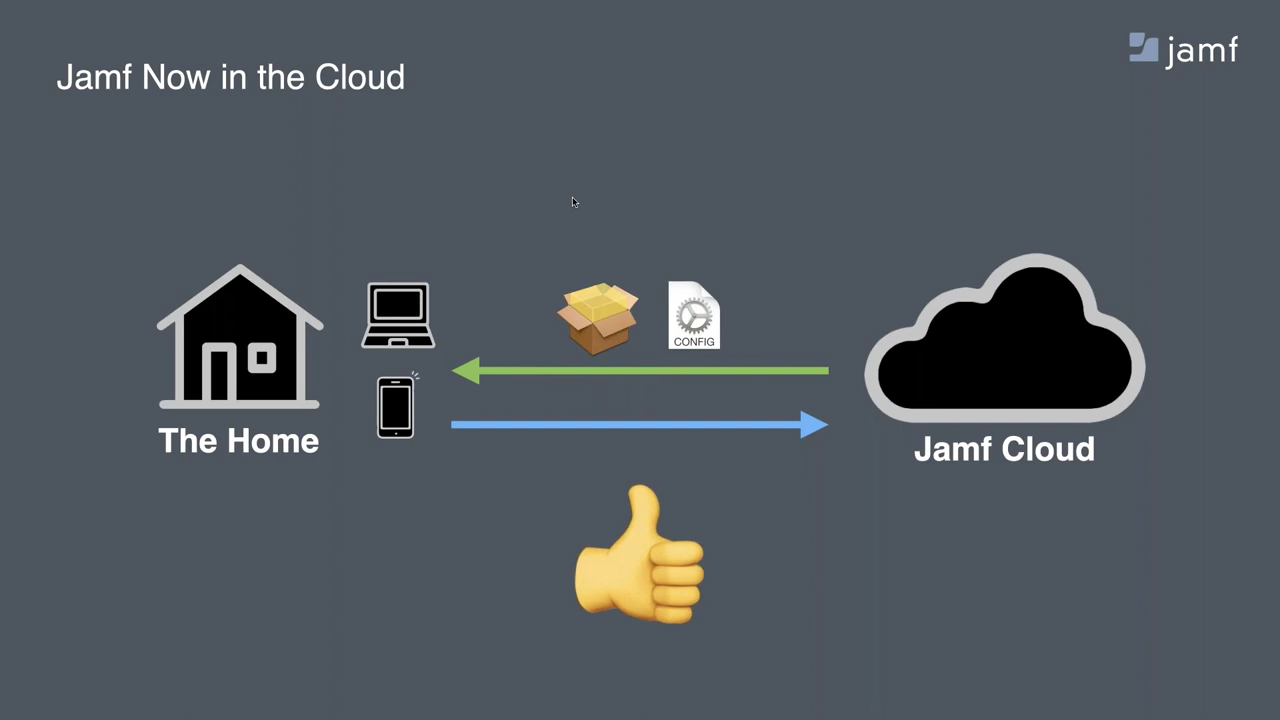 jamf
Jamf Now in the Cloud
CONFIG
The Home
Jamf Cloud